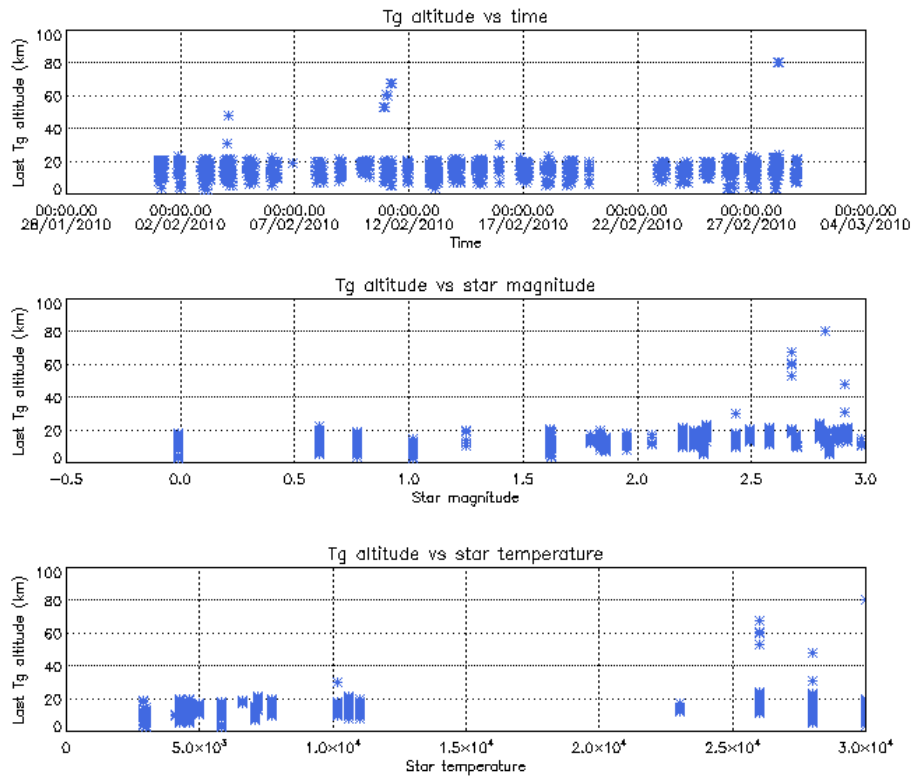 Tg altitude vs time
Last Tg altitude (km)
100
80
60
40
20
0
00:00:00 00:00:00 00:00:00 00:00:00 00:00:00 00:00:00 00:00:00 00:00:00
28/01/2010 02/02/2010 07/02/2010 12/02/2010 17/02/2010 22/02/2010 27/02/2010 04/03/2010
Time
Tg altitude vs star magnitude
Last Tg altitude (km)
100
80
60
40
20
0
-0.5 0.0 0.5 1.0 1.5 2.0 2.5 3.0
Star magnitude
Tg altitude vs star temperature
Last Tg altitude (km)
100
80
60
40
20
0
0 5.0×10³ 1.0×10⁴ 1.5×10⁴ 2.0×10⁴ 2.5×10⁴ 3.0×10⁴
Star temperature